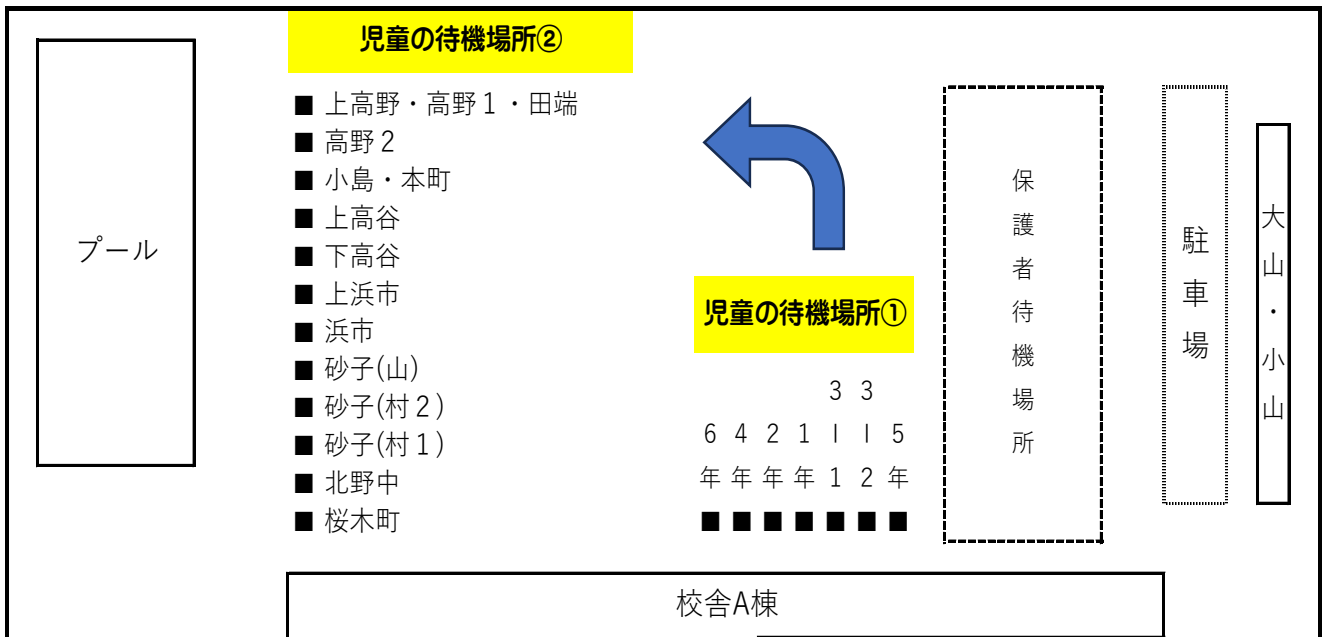 児童の待機場所②
■ 上高野・高野１・田端
■ 高野２
■ 小島・本町
■ 上高谷
■ 下高谷
■ 上浜市
■ 浜市
■ 砂子(山)
■ 砂子(村２)
■ 砂子(村１)
■ 北野中
■ 桜木町
プール
児童の待機場所①
6年
4年
2年
1年
3ー1
3ー2
5年
保護者待機場所
駐車場
大山・小山
校舎A棟